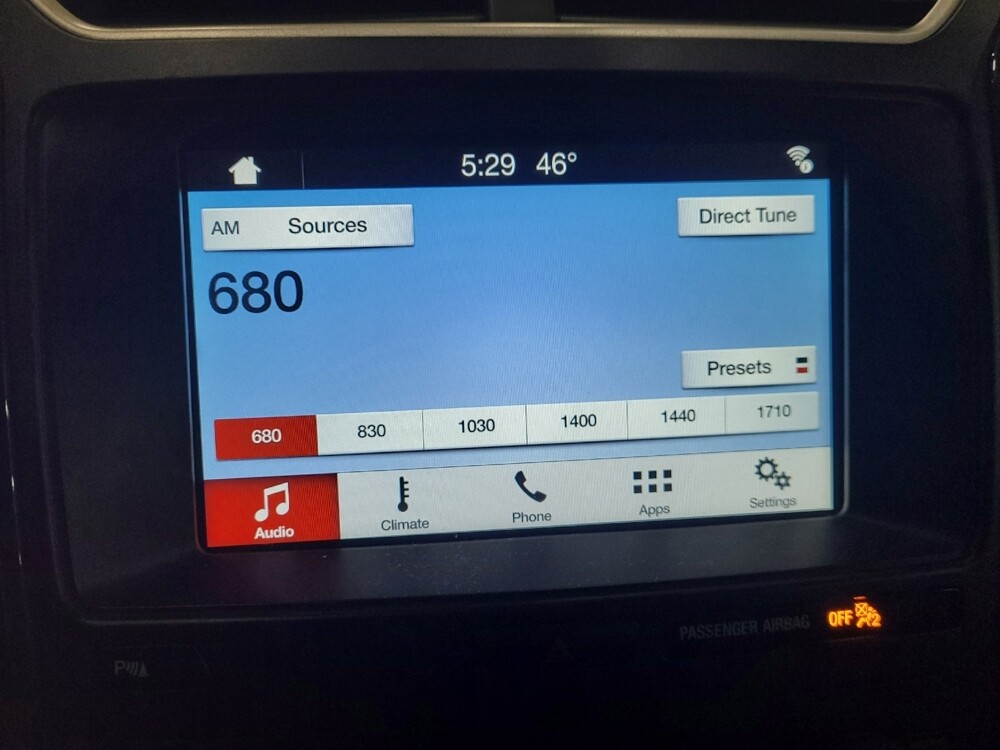 5:29 46°
AM Sources
Direct Tune
680
Presets
680 830 1030 1400 1440 1710
Audio Climate Phone Apps Settings
PASSENGER AIRBAG OFF 2
P